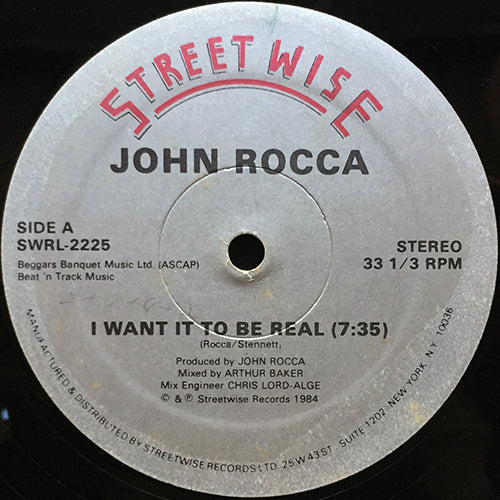 STREETWISE
JOHN ROCCA
SIDE A
SWRL-2225
Beggars Banquet Music Ltd. (ASCAP)
Beat 'n Track Music
STEREO
33 1/3 RPM
I WANT IT TO BE REAL (7:35)
(Rocca/Stennett)
Produced by JOHN ROCCA
Mixed by ARTHUR BAKER
Mix Engineer CHRIS LORD-ALGE
© & ℗ Streetwise Records 1984
MANUFACTURED & DISTRIBUTED BY STREETWISE RECORDS LTD. 25 W 43 ST. SUITE 1202 NEW YORK, N.Y. 10036